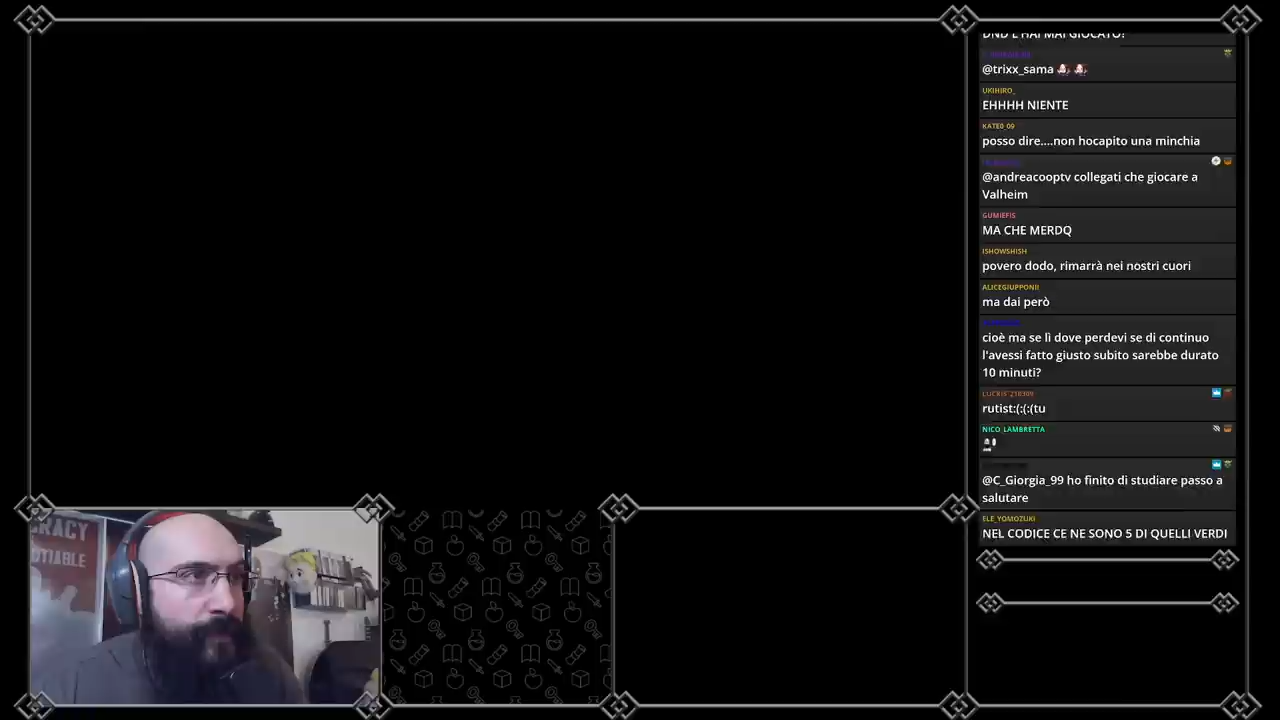 DND E HAI MAI GIOCATO?
@trixx_sama
UKIHIRO_
EHHHH NIENTE
KATE0_09
posso dire....non hocapito una minchia
@andreacooptv collegati che giocare a
Valheim
GUMIEFIS
MA CHE MERDQ
ISHOWSHISH
povero dodo, rimarrà nei nostri cuori
ALICEGIUPPONI!
ma dai però
cioè ma se lì dove perdevi se di continuo
l'avessi fatto giusto subito sarebbe durato
10 minuti?
rutist:(:(:(tu
NICO_LAMBRETTA
@C_Giorgia_99 ho finito di studiare passo a
salutare
ELE_YOMOZUKI
NEL CODICE CE NE SONO 5 DI QUELLI VERDI